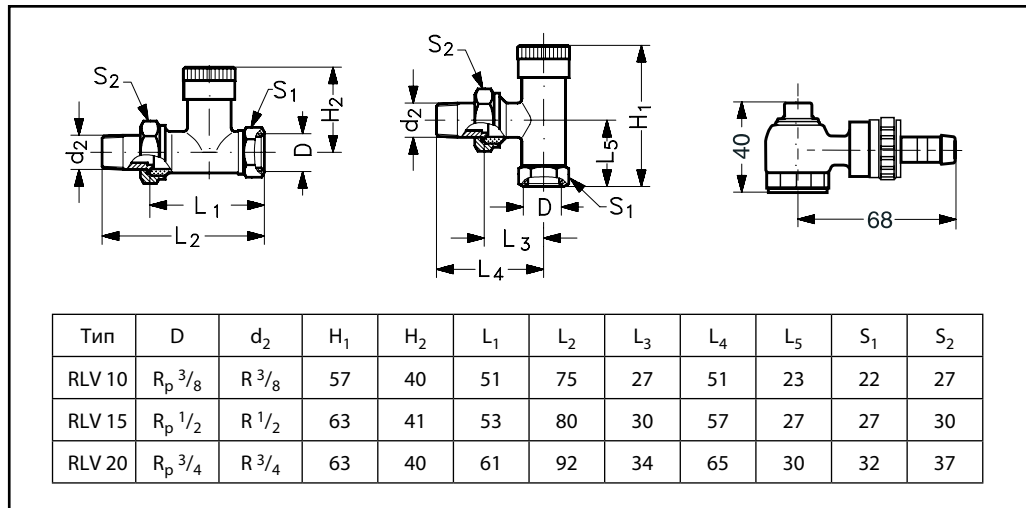 S₂ S₁ H₂ d₂ D L₁ L₂
S₂ d₂ H₁ L₅ D S₁ L₃ L₄
40 68
Тип D d₂ H₁ H₂ L₁ L₂ L₃ L₄ L₅ S₁ S₂
RLV 10 Rₚ 3/8 R 3/8 57 40 51 75 27 51 23 22 27
RLV 15 Rₚ 1/2 R 1/2 63 41 53 80 30 57 27 27 30
RLV 20 Rₚ 3/4 R 3/4 63 40 61 92 34 65 30 32 37